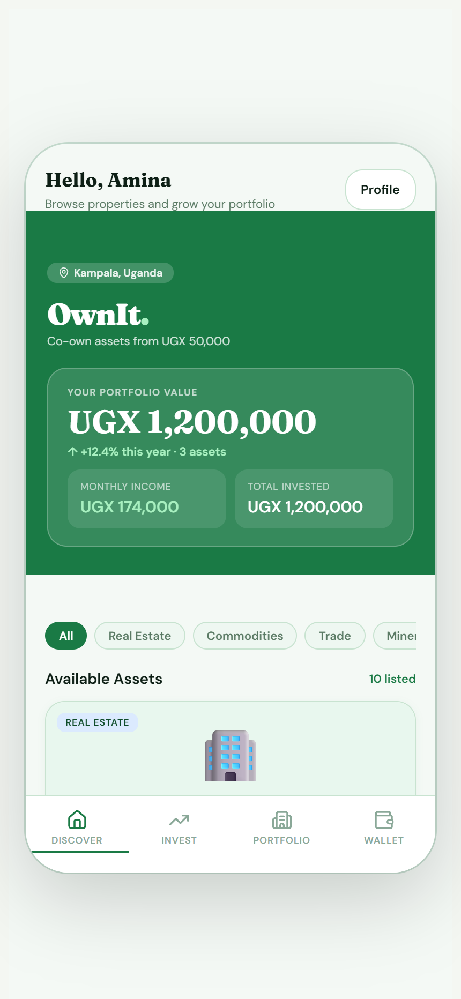 Hello, Amina
Profile
Browse properties and grow your portfolio
Kampala, Uganda
OwnIt.
Co-own assets from UGX 50,000
YOUR PORTFOLIO VALUE
UGX 1,200,000
↑ +12.4% this year · 3 assets
MONTHLY INCOME
UGX 174,000
TOTAL INVESTED
UGX 1,200,000
All
Real Estate
Commodities
Trade
Available Assets
10 listed
REAL ESTATE
DISCOVER
INVEST
PORTFOLIO
WALLET